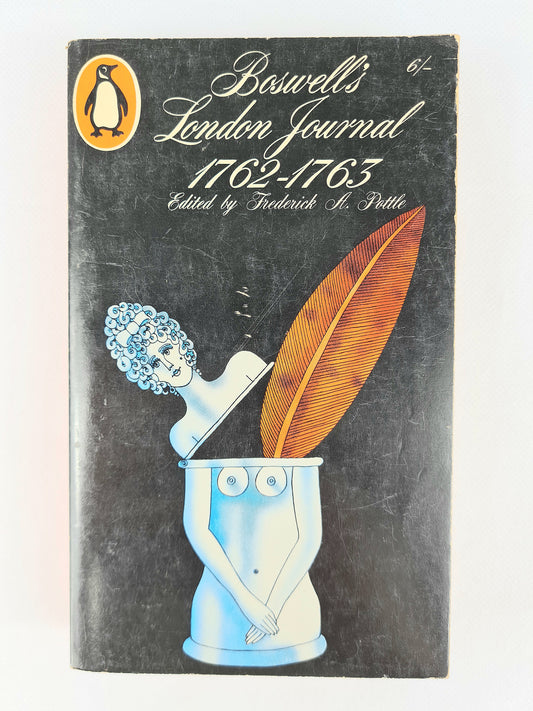 Boswell's
6/–
London Journal
1762-1763
Edited by Frederick A. Pottle